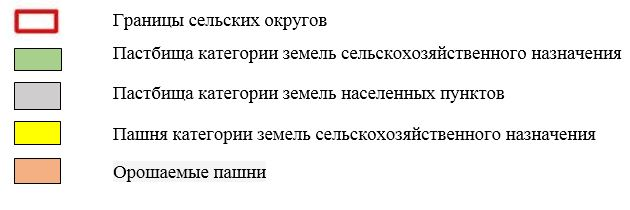 Границы сельских округов
Пастбища категории земель сельскохозяйственного назначения
Пастбища категории земель населенных пунктов
Пашня категории земель сельскохозяйственного назначения
Орошаемые пашни